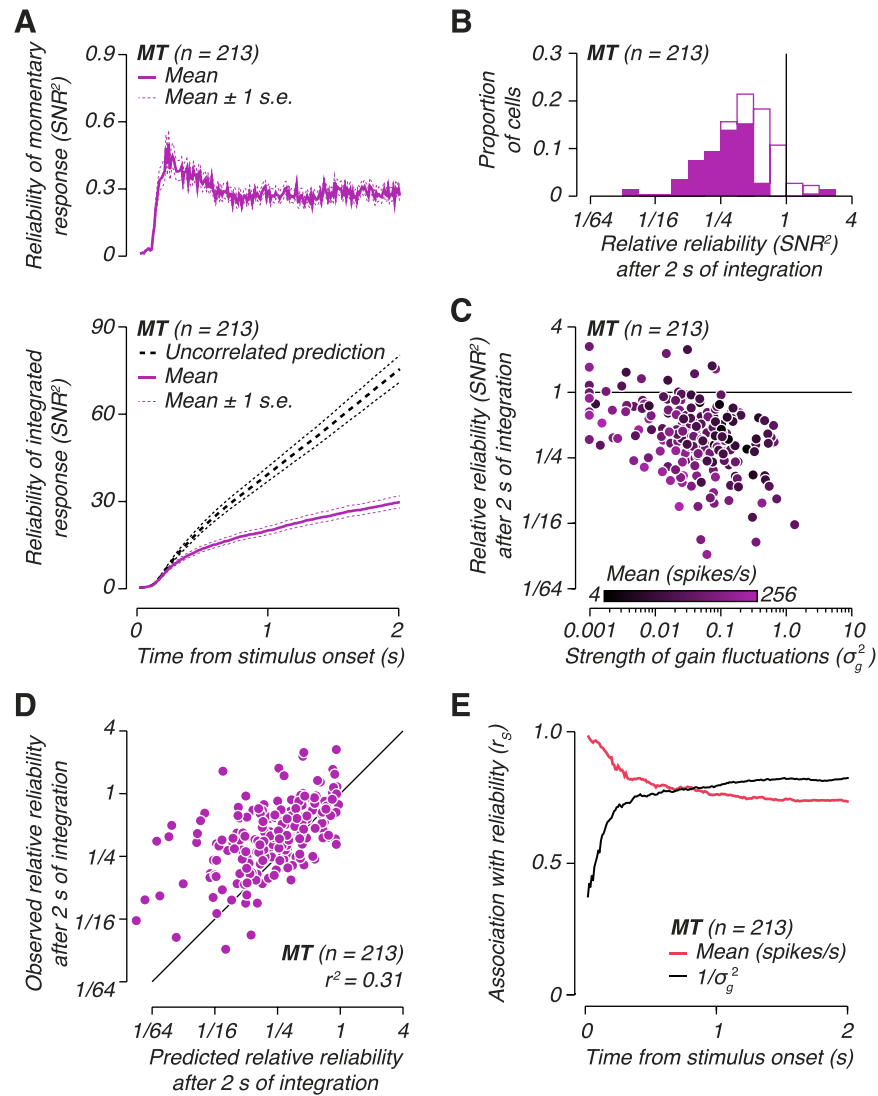 A
Reliability of momentary
response (SNR²)
0.9
0.6
0.3
0
MT (n = 213)
Mean
Mean ± 1 s.e.
Reliability of integrated
response (SNR²)
90
60
30
0
MT (n = 213)
Uncorrelated prediction
Mean
Mean ± 1 s.e.
0
1
2
Time from stimulus onset (s)
B
Proportion
of cells
0.3
0.2
0.1
0
MT (n = 213)
1/64
1/16
1/4
1
4
Relative reliability (SNR²)
after 2 s of integration
C
Relative reliability (SNR²)
after 2 s of integration
4
1
1/4
1/16
1/64
MT (n = 213)
Mean (spikes/s)
4
256
0.001
0.01
0.1
1.0
10
Strength of gain fluctuations (σg²)
D
Observed relative reliability
after 2 s of integration
4
1
1/4
1/16
1/64
MT (n = 213)
r² = 0.31
1/64
1/16
1/4
1
4
Predicted relative reliability
after 2 s of integration
E
Association with reliability (rS)
1.0
0.5
0
MT (n = 213)
Mean (spikes/s)
1/σg²
0
1
2
Time from stimulus onset (s)